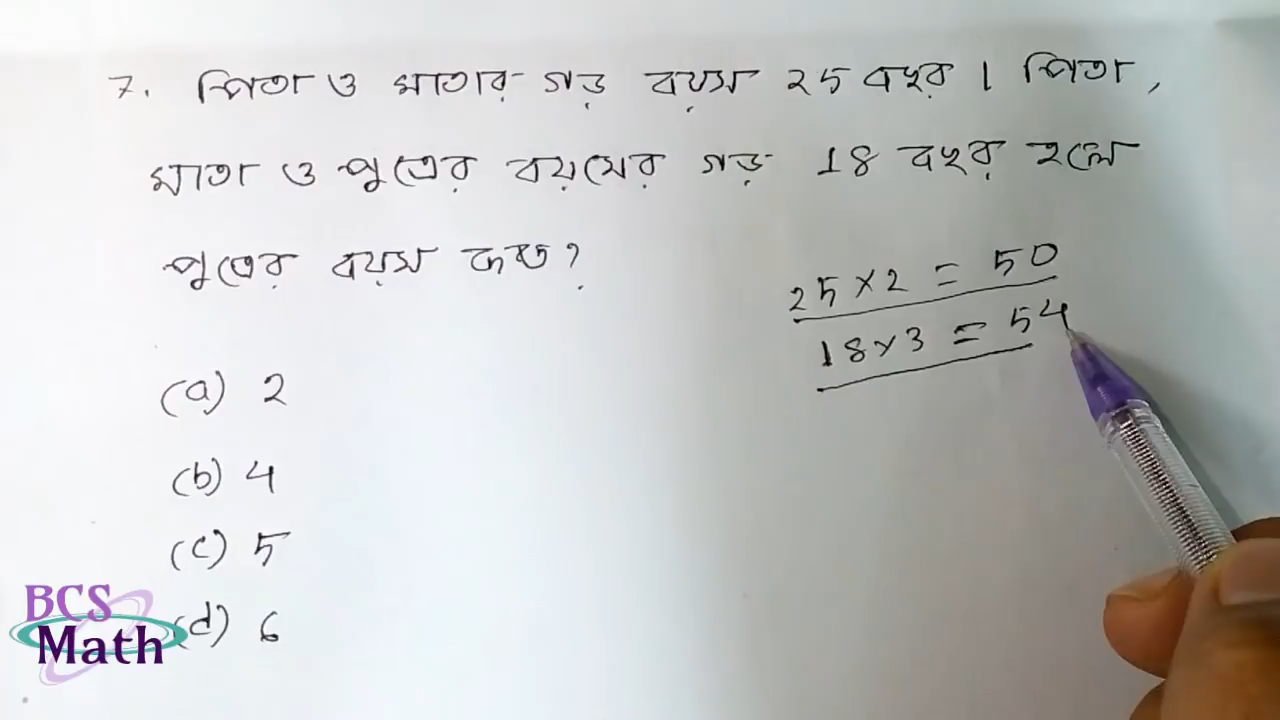 7. পিতা ও মাতার গড় বয়স 25 বছর । পিতা,
মাতা ও পুত্রের বয়সের গড় 18 বছর হলে
পুত্রের বয়স কত?
25×2 = 50
18×3 = 54
(a) 2
(b) 4
(c) 5
(d) 6
BCS
Math